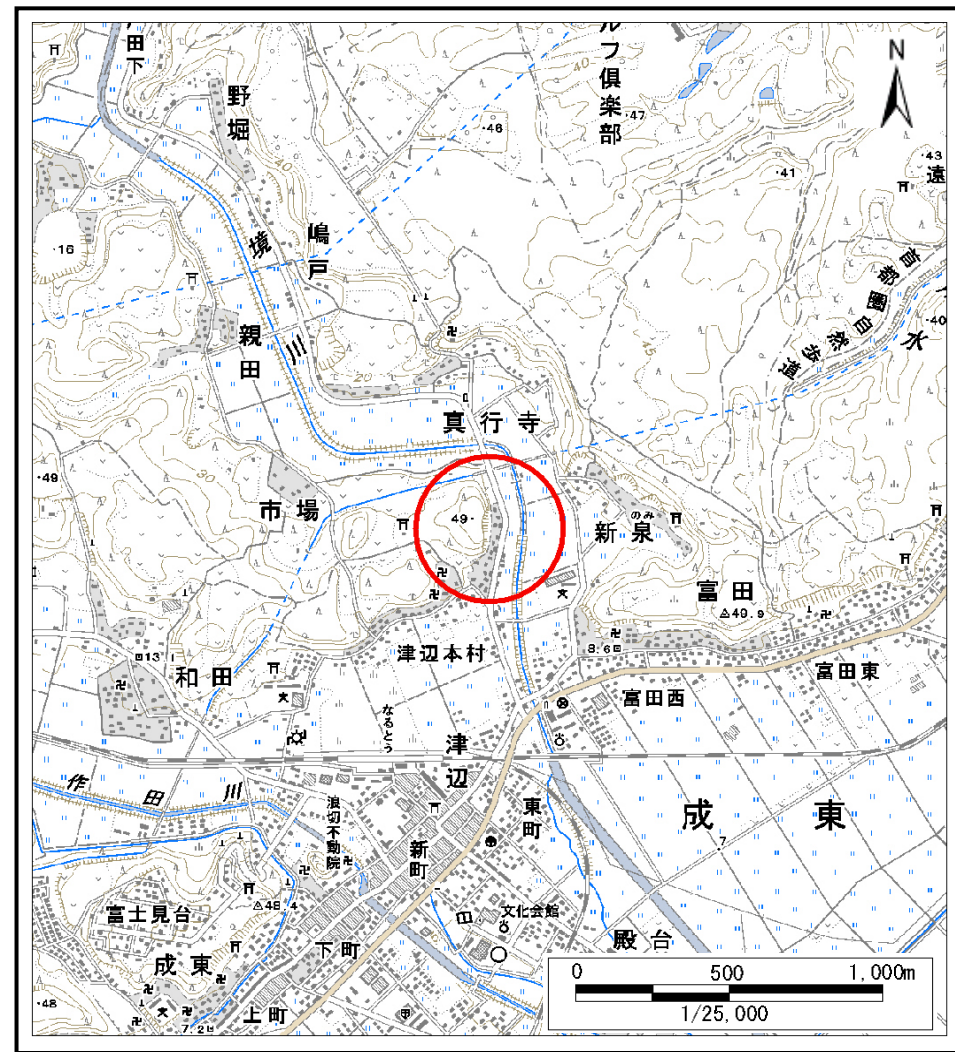 田下
野堀
ルフ倶楽部
N
40
・46
・47
・43
遠
・41
40
・16
境川
嶋戸
首都圏自然歩道
・40
水
親田
45
20
真行寺
・49
30
市場
49・
のみ
新泉
富田
△49.9
津辺本村
8.6
富田東
・13
和田
富田西
なるとう
津辺
作田川
浪切不動院
東町
成東
新町
7
富士見台
△48.4
文化会館
成東
下町
殿台
・48
7.2
上町
0 500 1,000m
1/25,000